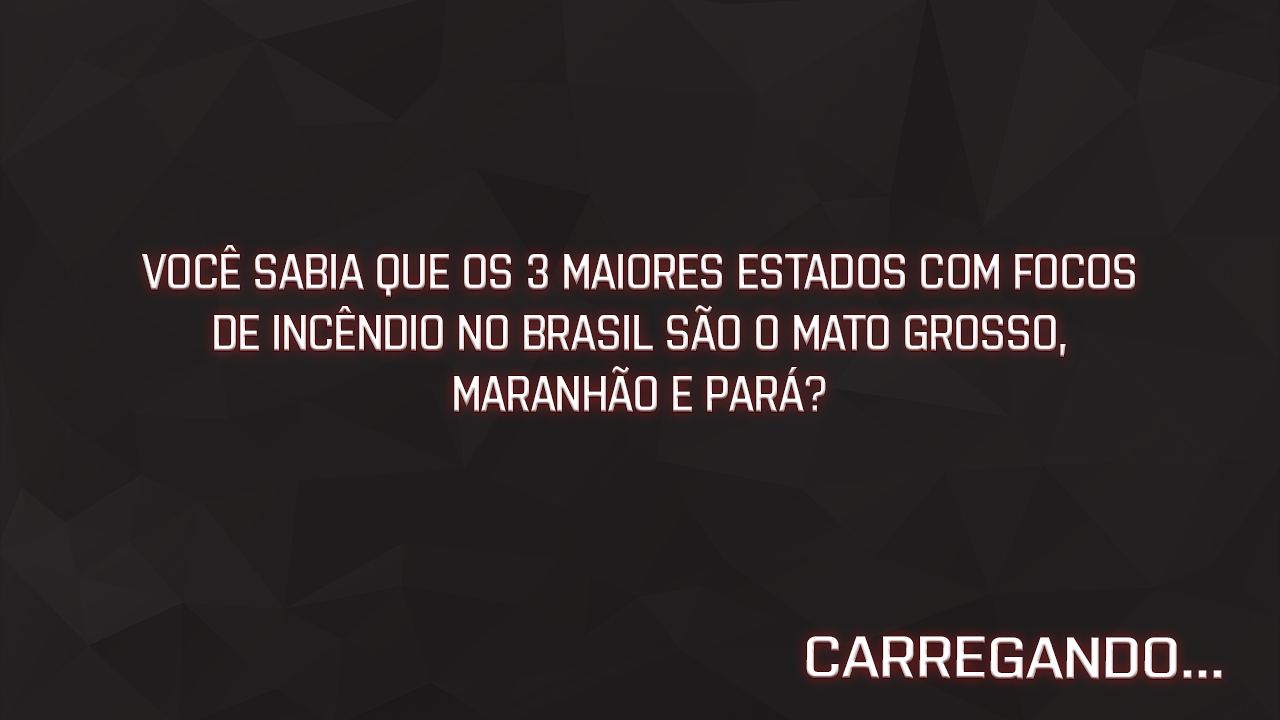 VOCÊ SABIA QUE OS 3 MAIORES ESTADOS COM FOCOS
DE INCÊNDIO NO BRASIL SÃO O MATO GROSSO,
MARANHÃO E PARÁ?
CARREGANDO...